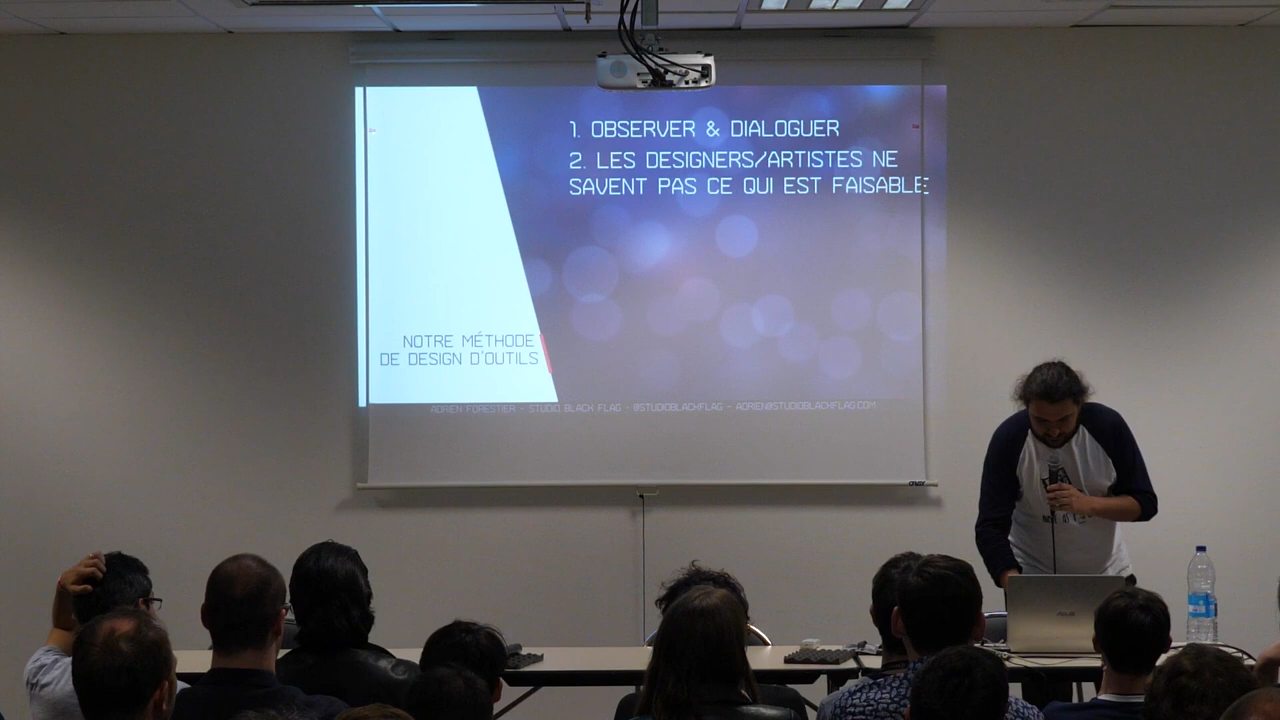 1. OBSERVER & DIALOGUER
2. LES DESIGNERS/ARTISTES NE
SAVENT PAS CE QUI EST FAISABLE
NOTRE MÉTHODE
DE DESIGN D'OUTILS
ADRIEN FORESTIER - STUDIO BLACK FLAG - @STUDIOBLACKFLAG - ADRIEN@STUDIOBLACKFLAG.COM
ASUS